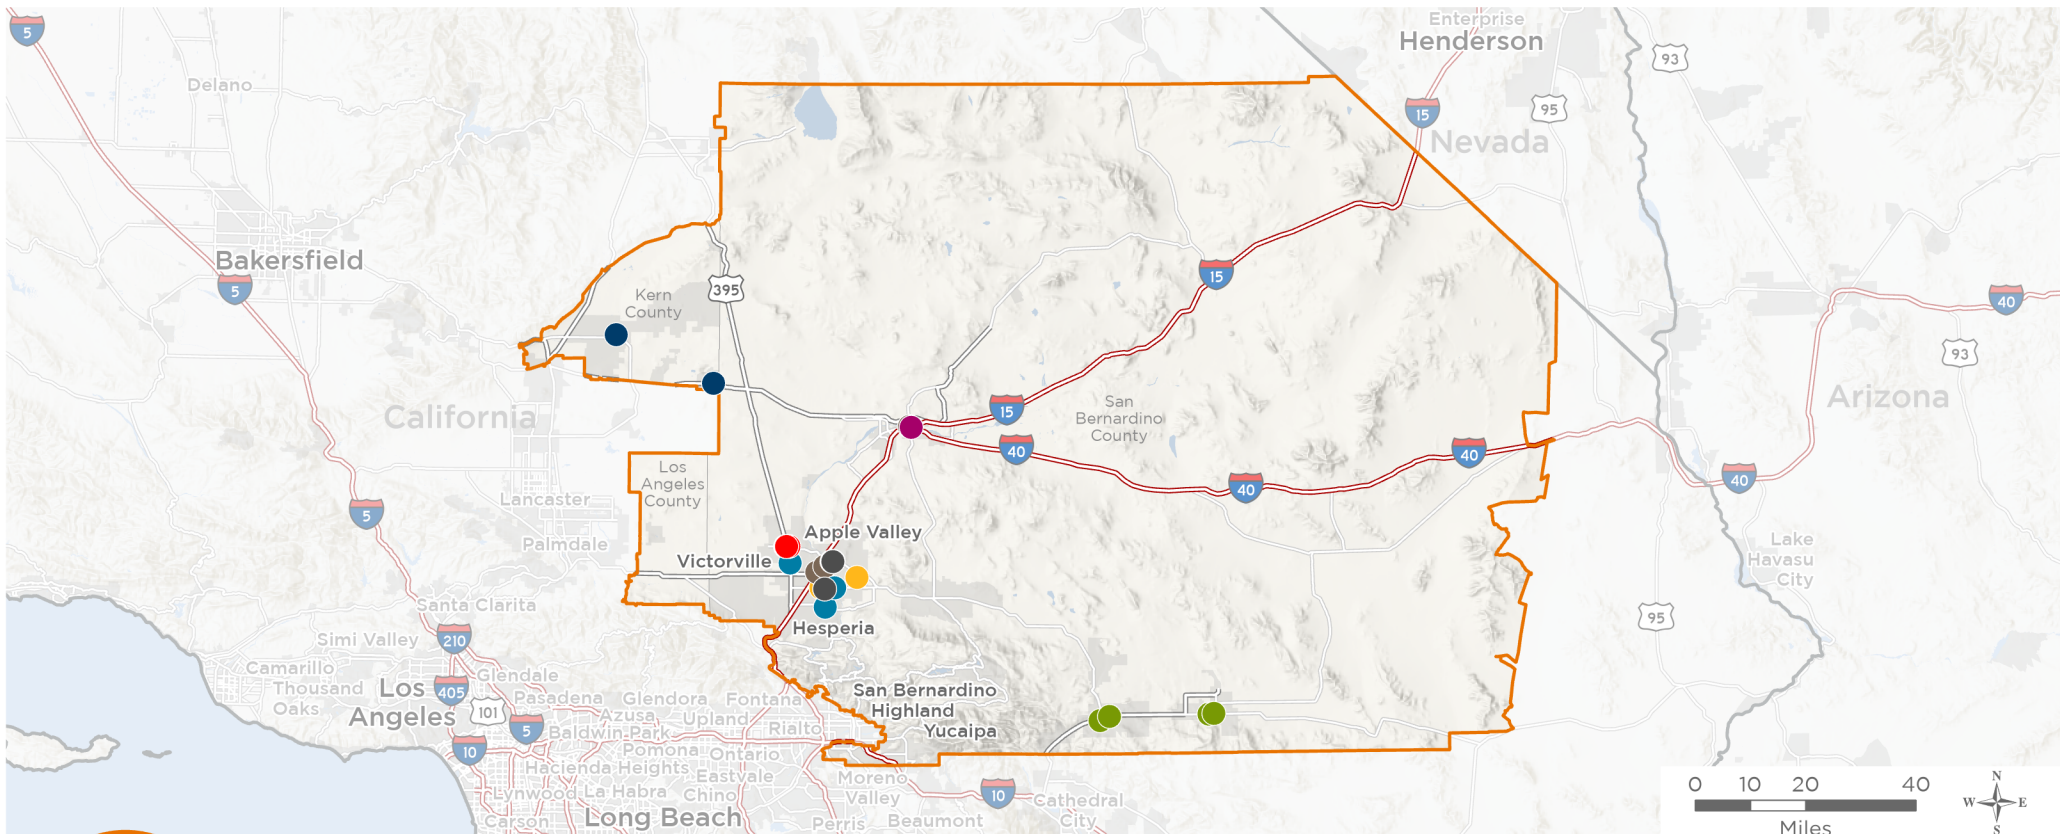 5
Delano
Enterprise
Henderson
93
95
15
Nevada
Bakersfield
5
Kern
County
395
15
40
93
California
15
San
Bernardino
County
Arizona
40
40
40
40
Los
Angeles
County
Lancaster
5
Palmdale
Apple Valley
Victorville
Lake
Havasu
City
Santa Clarita
95
Hesperia
Simi Valley
210
Camarillo
Thousand
Oaks
Glendale
Los
Angeles
405
101
Pasadena
Glendora
Fontana
Azusa
Upland
Rialto
Baldwin Park
5
10
Pomona
Ontario
Hacienda Heights
Eastvale
San Bernardino
Highland
Yucaipa
Lynwood
La Habra
Chino
Moreno
Valley
10
Cathedral
City
Carson
Long Beach
Perris
Beaumont
0 10 20 40
Miles
N
W E
S